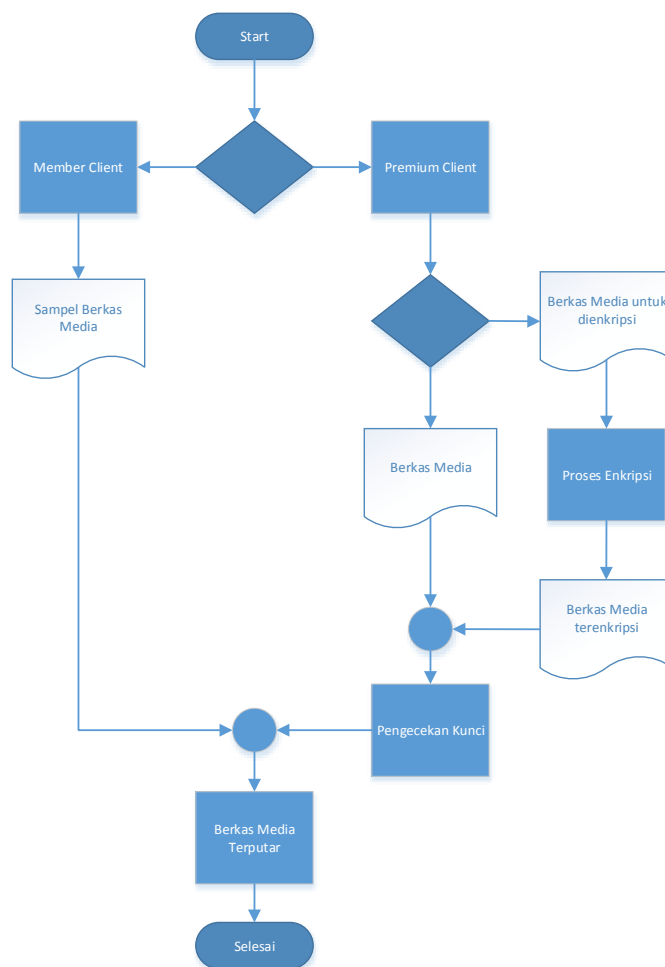 Start
Member Client
Premium Client
Sampel Berkas
Media
Berkas Media untuk
dienkripsi
Berkas Media
Proses Enkripsi
Berkas Media
terenkripsi
Pengecekan Kunci
Berkas Media
Terputar
Selesai